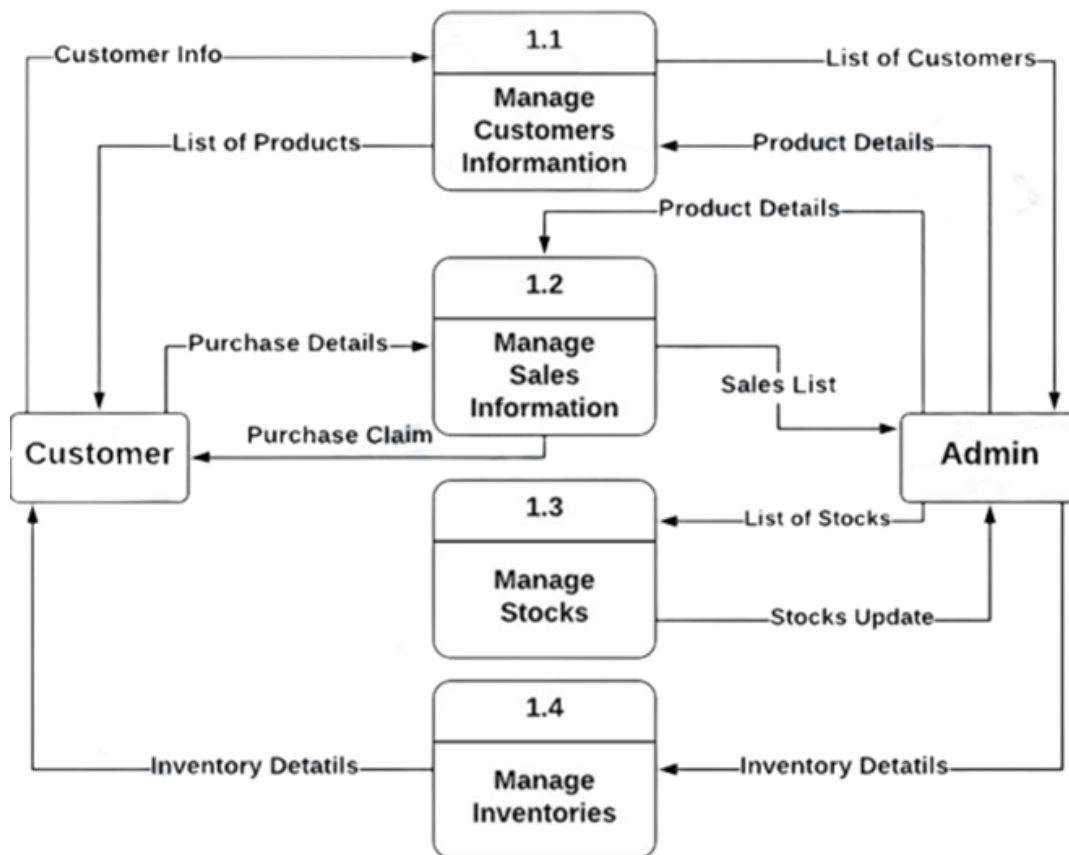 1.1
Customer Info
List of Customers
Manage
Customers
Informantion
List of Products
Product Details
Product Details
1.2
Purchase Details
Manage
Sales
Information
Sales List
Purchase Claim
Customer
Admin
1.3
List of Stocks
Manage
Stocks
Stocks Update
1.4
Inventory Detatils
Inventory Detatils
Manage
Inventories